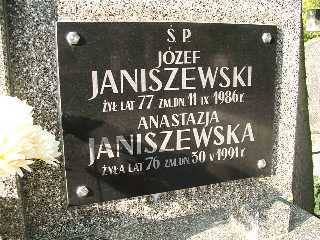 Ś P
JÓZEF
JANISZEWSKI
ŻYŁ LAT 77 ZM. DN. 11 IX 1986 r.
ANASTAZJA
JANISZEWSKA
ŻYŁA LAT 76 ZM. DN. 30 V 1991 r.